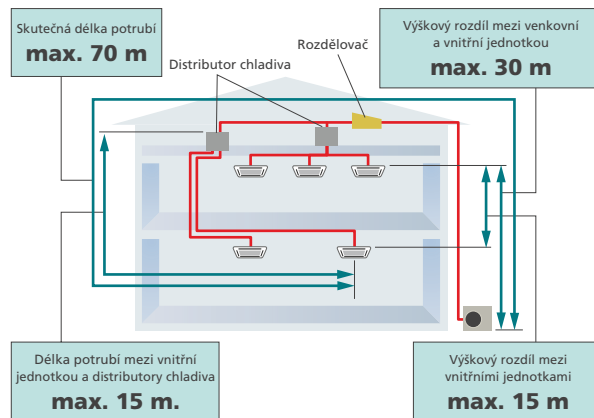 Skutečná délka potrubí
max. 70 m
Výškový rozdíl mezi venkovní
a vnitřní jednotkou
max. 30 m
Rozdělovač
Distributor chladiva
Délka potrubí mezi vnitřní
jednotkou a distributory chladiva
max. 15 m.
Výškový rozdíl mezi
vnitřními jednotkami
max. 15 m